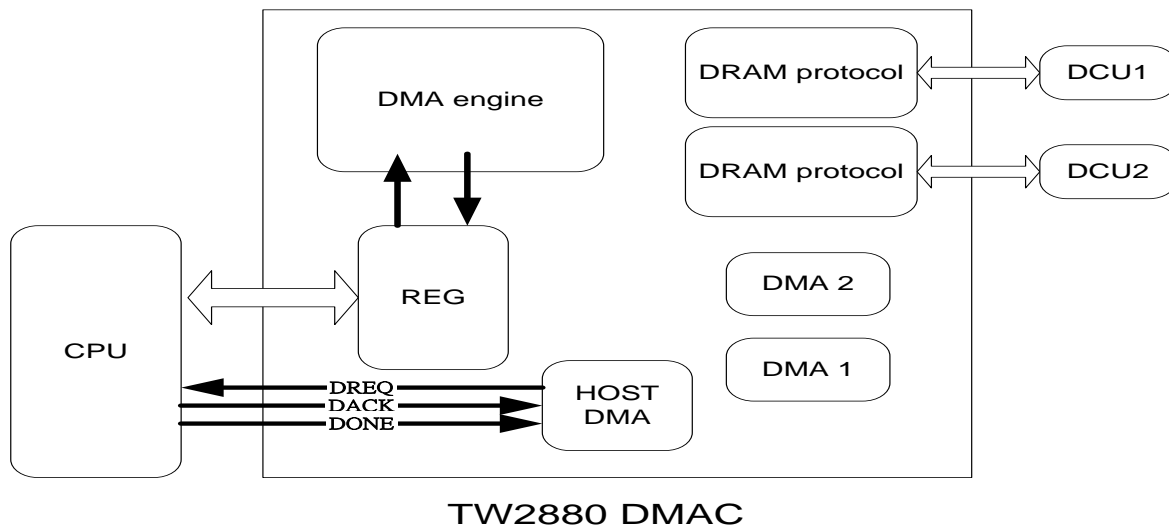 DMA engine
DRAM protocol
DCU1
DRAM protocol
DCU2
CPU
REG
DMA 2
DMA 1
DREQ
DACK
DONE
HOST
DMA
TW2880 DMAC